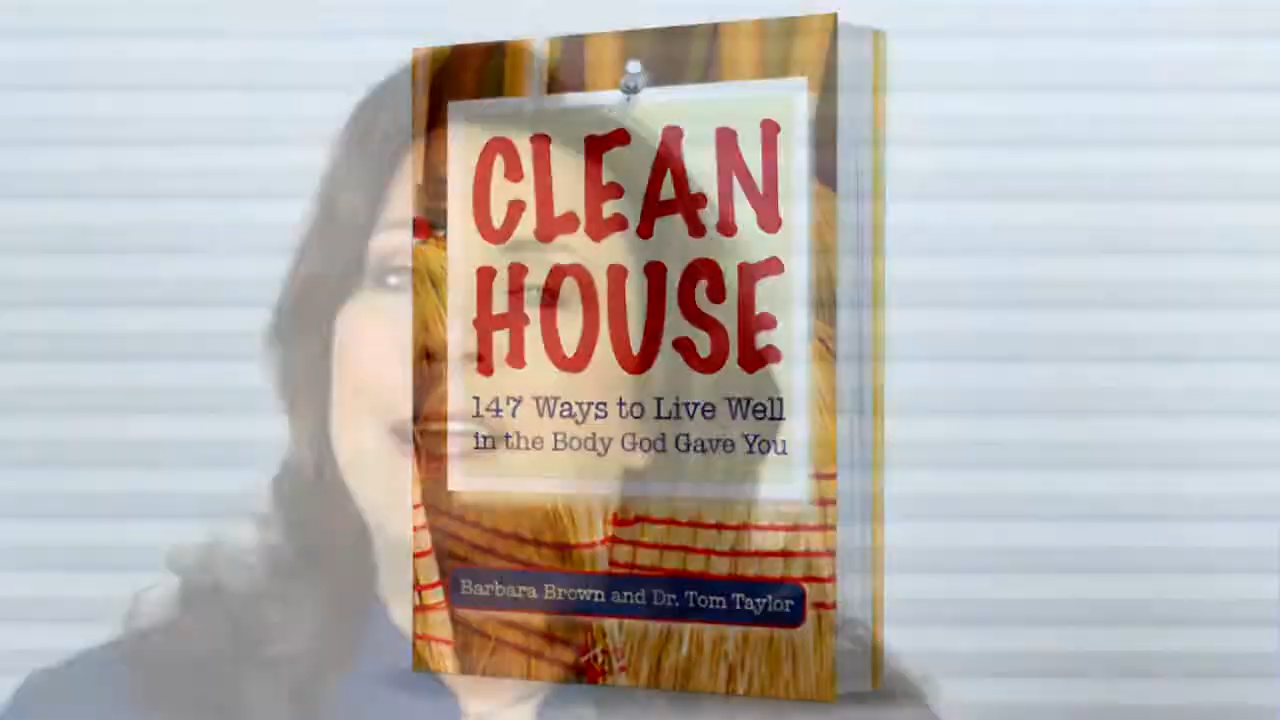 CLEAN
HOUSE
147 Ways to Live Well
in the Body God Gave You
Barbara Brown and Dr. Tom Taylor